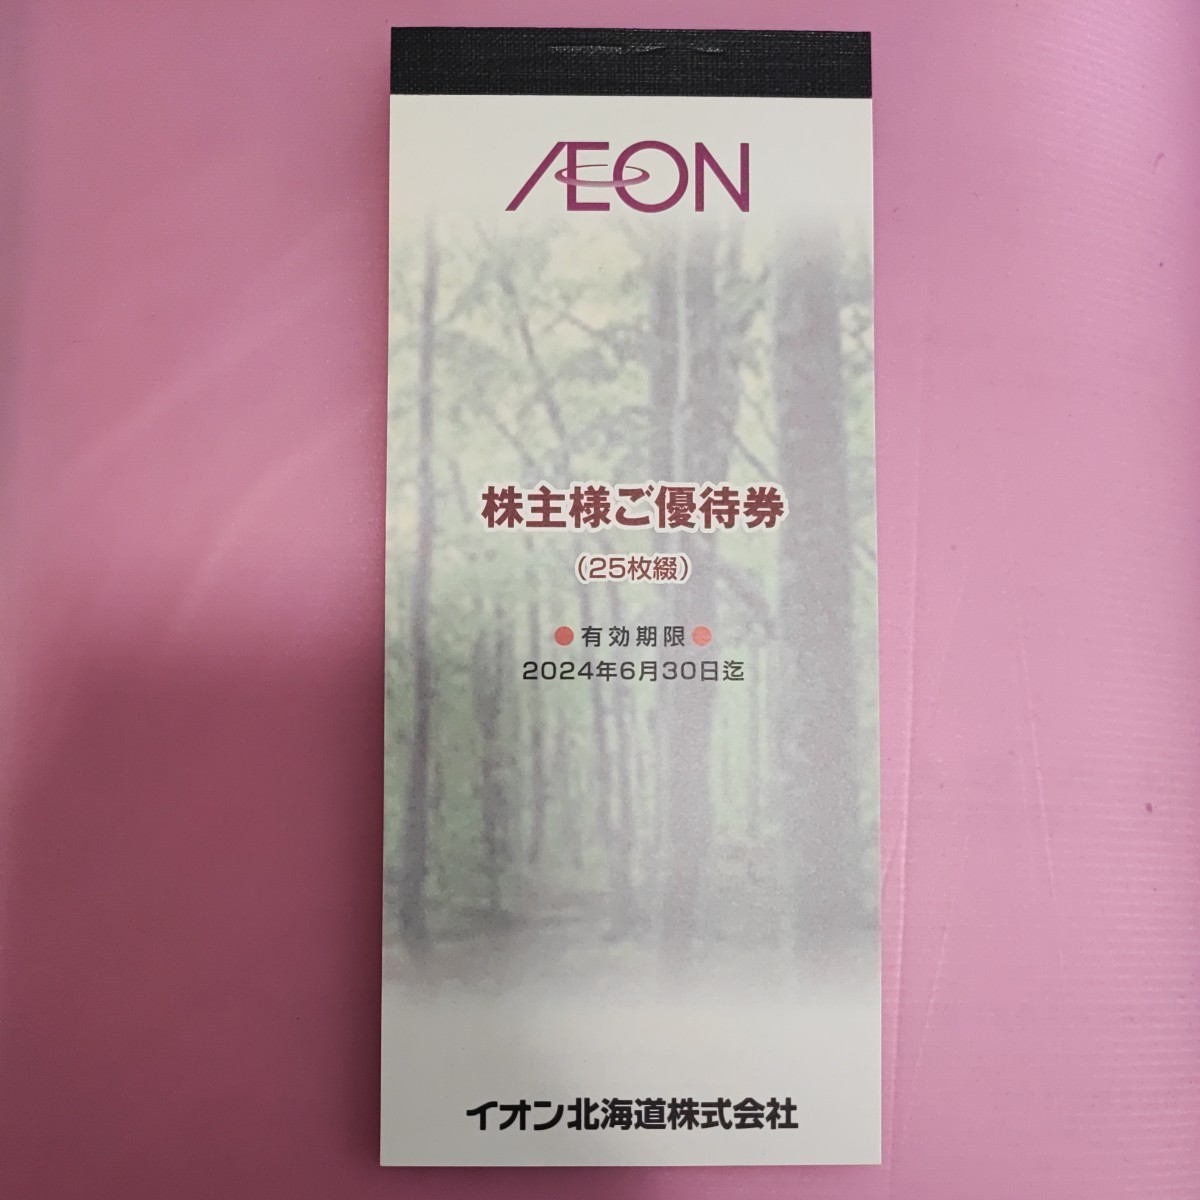 ÆON
株主様ご優待券
（25枚綴）
●有効期限●
2024年6月30日迄
イオン北海道株式会社